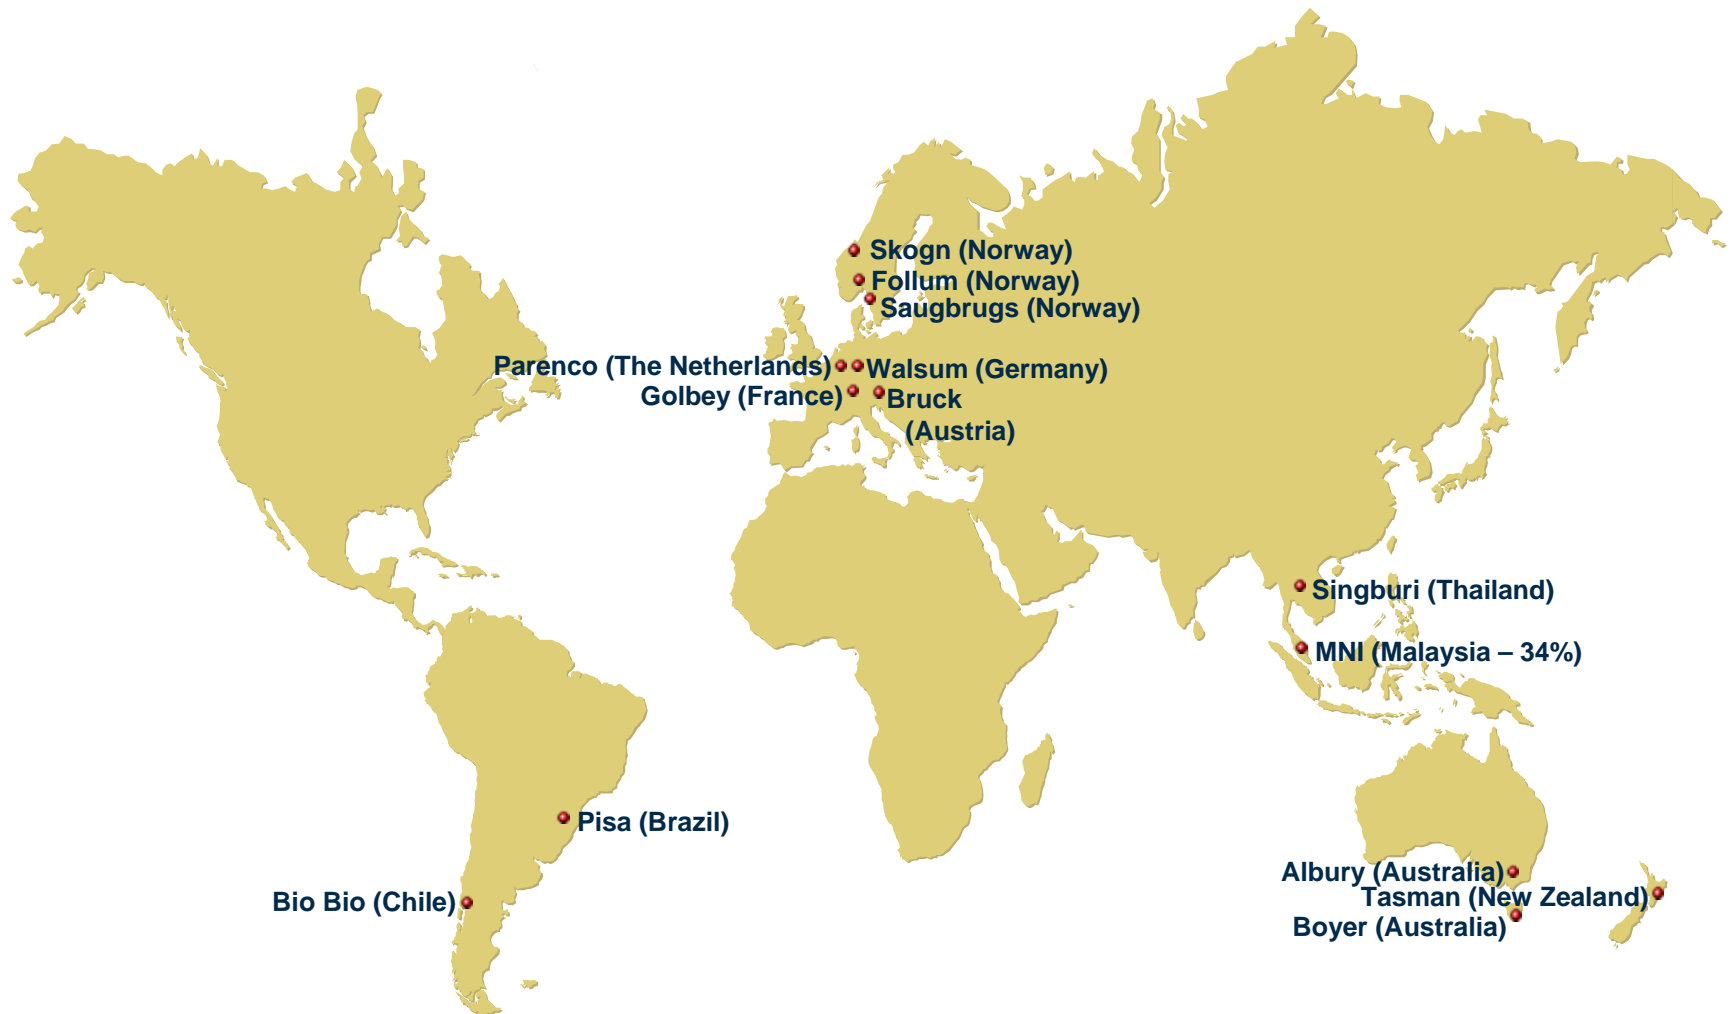 Skogn (Norway)
Follum (Norway)
Saugbrugs (Norway)
Parenco (The Netherlands)
Walsum (Germany)
Golbey (France)
Bruck
(Austria)
Singburi (Thailand)
MNI (Malaysia – 34%)
Pisa (Brazil)
Albury (Australia)
Tasman (New Zealand)
Bio Bio (Chile)
Boyer (Australia)